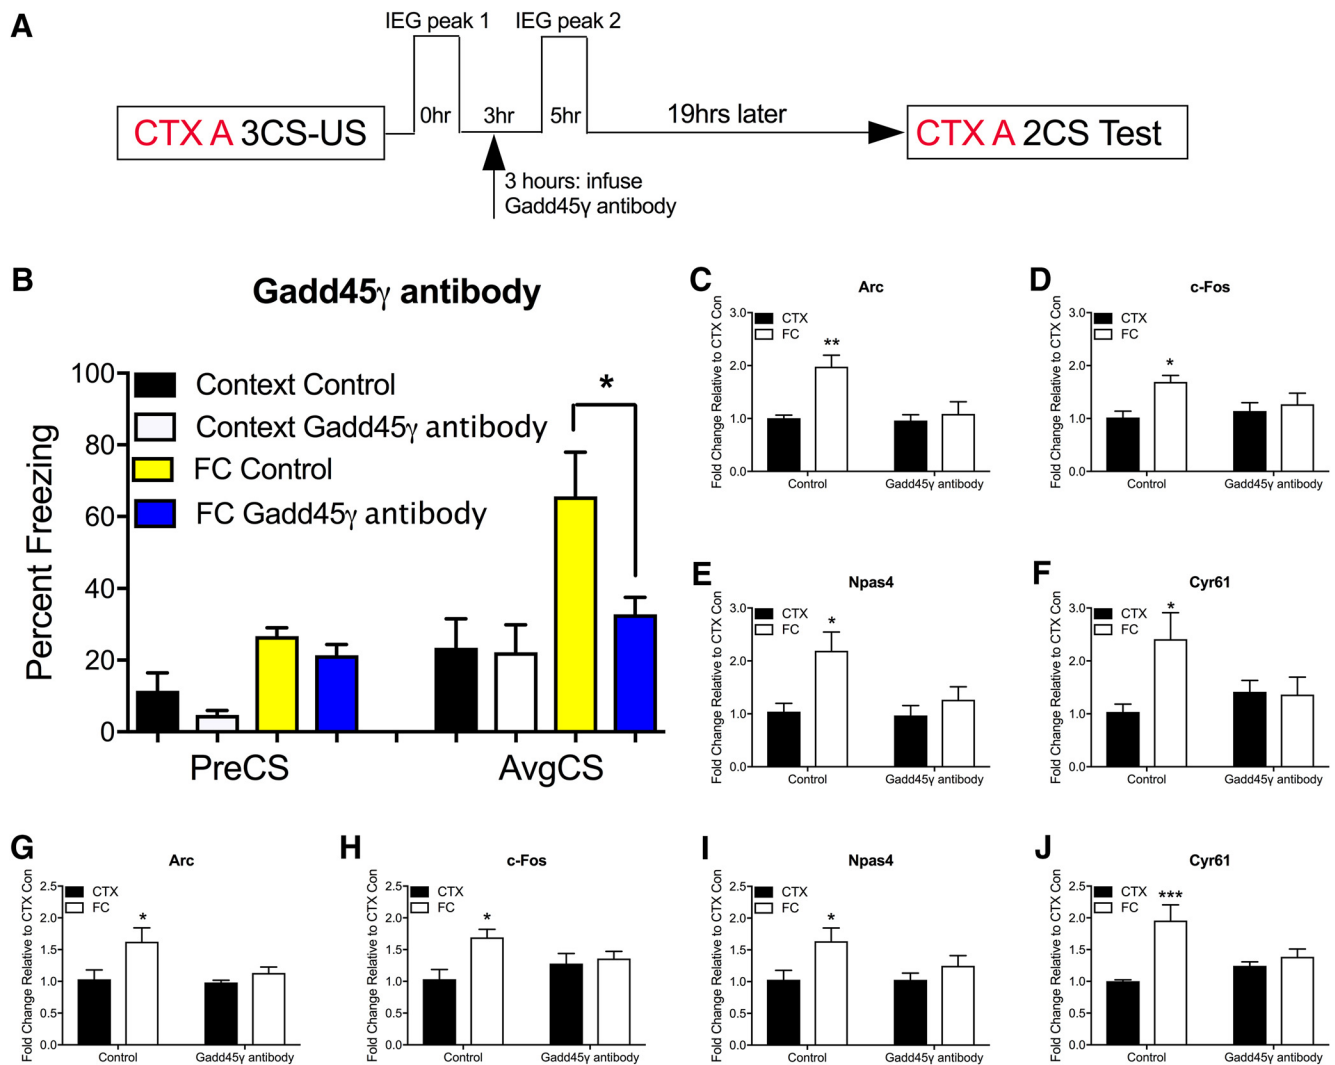 A
IEG peak 1 IEG peak 2
CTX A 3CS-US
0hr 3hr 5hr
19hrs later
CTX A 2CS Test
3 hours: infuse
Gadd45γ antibody
B
Gadd45γ antibody
Percent Freezing
100
80
60
40
20
0
Context Control
Context Gadd45γ antibody
FC Control
FC Gadd45γ antibody
*
PreCS AvgCS
C
Arc
Fold Change Relative to CTX Con
3.0
2.0
1.0
0.0
CTX
FC
**
Control Gadd45γ antibody
D
c-Fos
Fold Change Relative to CTX Con
3.0
2.0
1.0
0.0
CTX
FC
*
Control Gadd45γ antibody
E
Npas4
Fold Change Relative to CTX Con
3.0
2.0
1.0
0.0
CTX
FC
*
Control Gadd45γ antibody
F
Cyr61
Fold Change Relative to CTX Con
3.0
2.0
1.0
0.0
CTX
FC
*
Control Gadd45γ antibody
G
Arc
Fold Change Relative to CTX Con
2.5
2.0
1.5
1.0
0.5
0.0
CTX
FC
*
Control Gadd45γ antibody
H
c-Fos
Fold Change Relative to CTX Con
2.5
2.0
1.5
1.0
0.5
0.0
CTX
FC
*
Control Gadd45γ antibody
I
Npas4
Fold Change Relative to CTX Con
2.5
2.0
1.5
1.0
0.5
0.0
CTX
FC
*
Control Gadd45γ antibody
J
Cyr61
Fold Change Relative to CTX Con
2.5
2.0
1.5
1.0
0.5
0.0
CTX
FC
***
Control Gadd45γ antibody